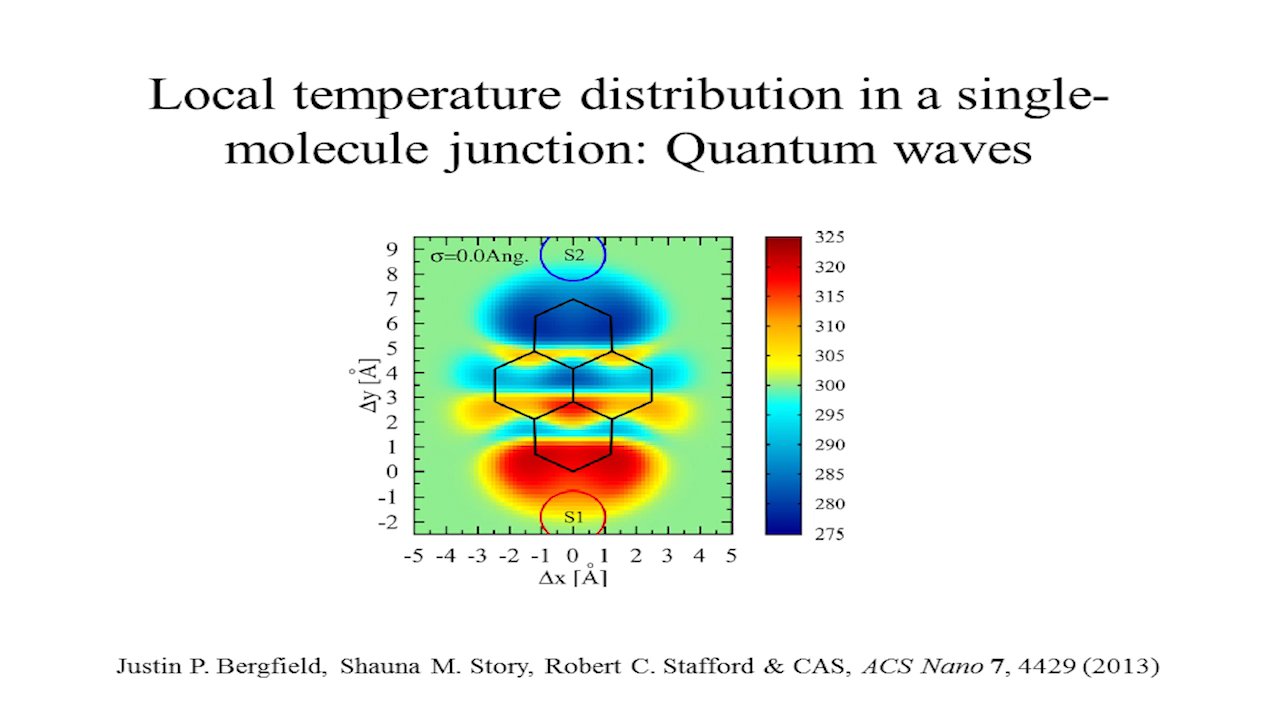 Local temperature distribution in a single-
molecule junction: Quantum waves
σ=0.0Ang.
S2
S1
9
8
7
6
5
4
3
2
1
0
-1
-2
Δy [Å]
-5 -4 -3 -2 -1 0 1 2 3 4 5
Δx [Å]
325
320
315
310
305
300
295
290
285
280
275
Justin P. Bergfield, Shauna M. Story, Robert C. Stafford & CAS, ACS Nano 7, 4429 (2013)